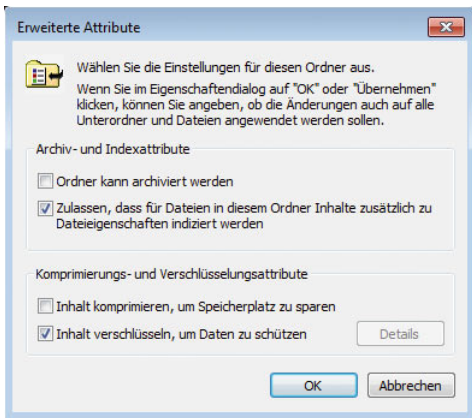 Erweiterte Attribute
Wählen Sie die Einstellungen für diesen Ordner aus.
Wenn Sie im Eigenschaftendialog auf "OK" oder "Übernehmen"
klicken, können Sie angeben, ob die Änderungen auch auf alle
Unterordner und Dateien angewendet werden sollen.
Archiv- und Indexattribute
Ordner kann archiviert werden
Zulassen, dass für Dateien in diesem Ordner Inhalte zusätzlich zu
Dateieigenschaften indiziert werden
Komprimierungs- und Verschlüsselungsattribute
Inhalt komprimieren, um Speicherplatz zu sparen
Inhalt verschlüsseln, um Daten zu schützen
Details
OK
Abbrechen